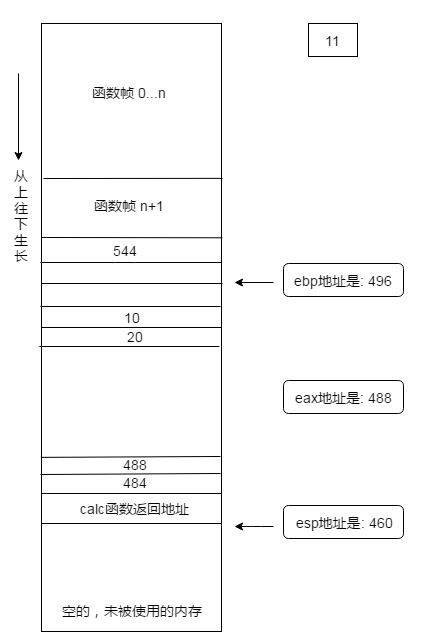 11
函数帧 0...n
从上往下生长
函数帧 n+1
544
ebp地址是: 496
10
20
eax地址是: 488
488
484
calc函数返回地址
esp地址是: 460
空的，未被使用的内存